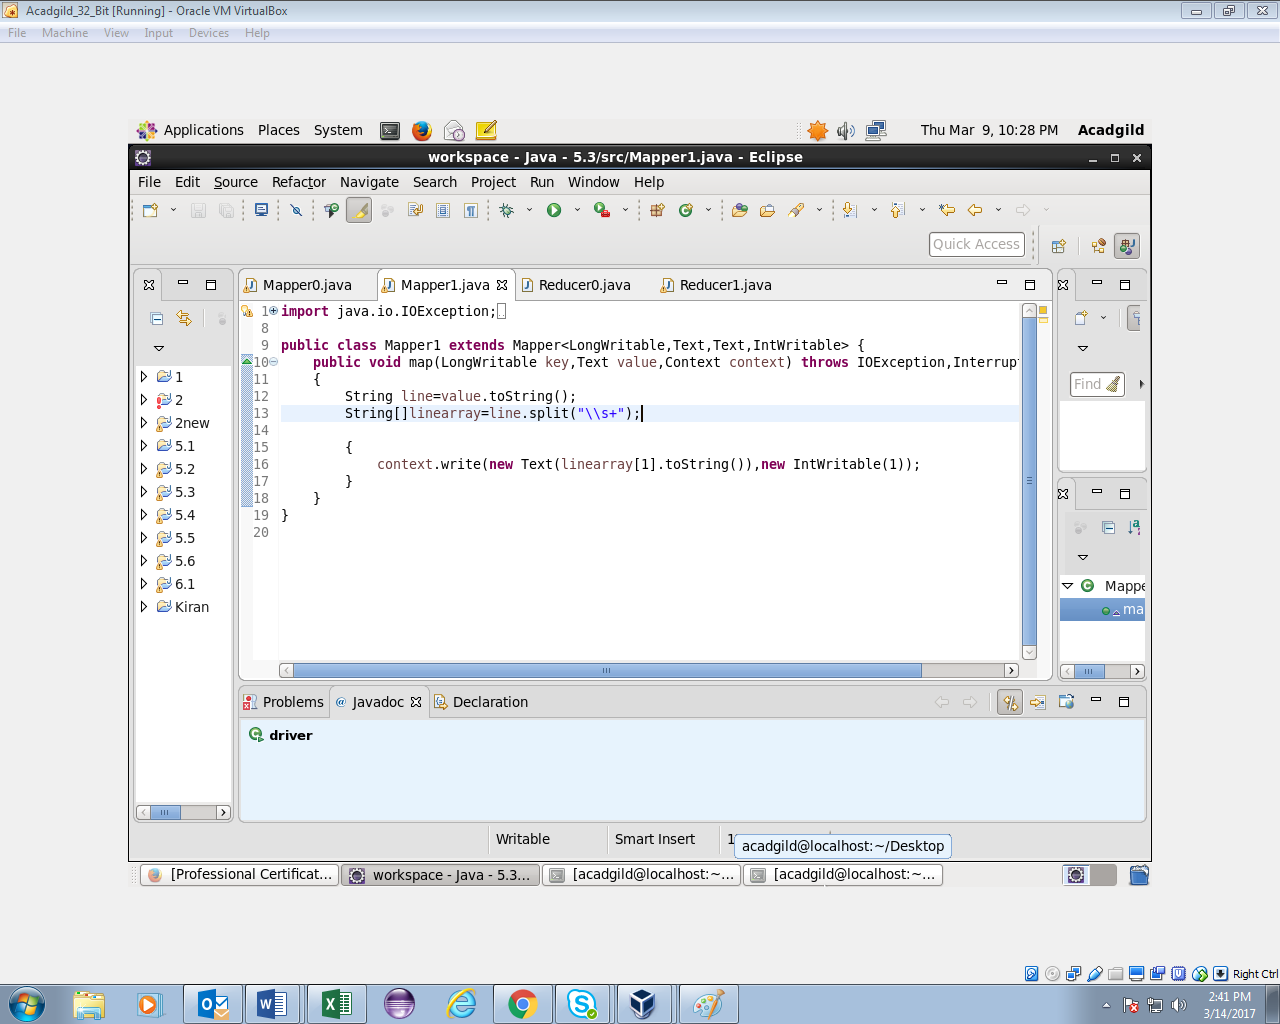 Acadgild_32_Bit [Running] - Oracle VM VirtualBox
File Machine View Input Devices Help
Applications Places System Thu Mar 9, 10:28 PM Acadgild
workspace - Java - 5.3/src/Mapper1.java - Eclipse
File Edit Source Refactor Navigate Search Project Run Window Help
Quick Access
Mapper0.java Mapper1.java Reducer0.java Reducer1.java
1 import java.io.IOException;
8
9 public class Mapper1 extends Mapper<LongWritable,Text,Text,IntWritable> {
10 public void map(LongWritable key,Text value,Context context) throws IOException,Interrup
11 {
12 String line=value.toString();
13 String[]linearray=line.split("\\s+");
14
15 {
16 context.write(new Text(linearray[1].toString()),new IntWritable(1));
17 }
18 }
19 }
20
1
2
2new
5.1
5.2
5.3
5.4
5.5
5.6
6.1
Kiran
Find
Mappe
ma
Problems Javadoc Declaration
driver
Writable Smart Insert 1
acadgild@localhost:~/Desktop
[Professional Certificat... workspace - Java - 5.3... [acadgild@localhost:~... [acadgild@localhost:~...
Right Ctrl
2:41 PM
3/14/2017